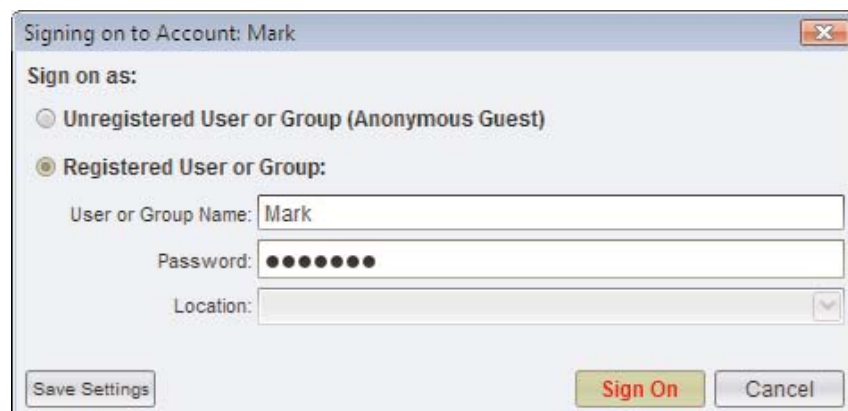 Signing on to Account: Mark
Sign on as:
Unregistered User or Group (Anonymous Guest)
Registered User or Group:
User or Group Name: Mark
Password: ●●●●●●●
Location:
Save Settings Sign On Cancel